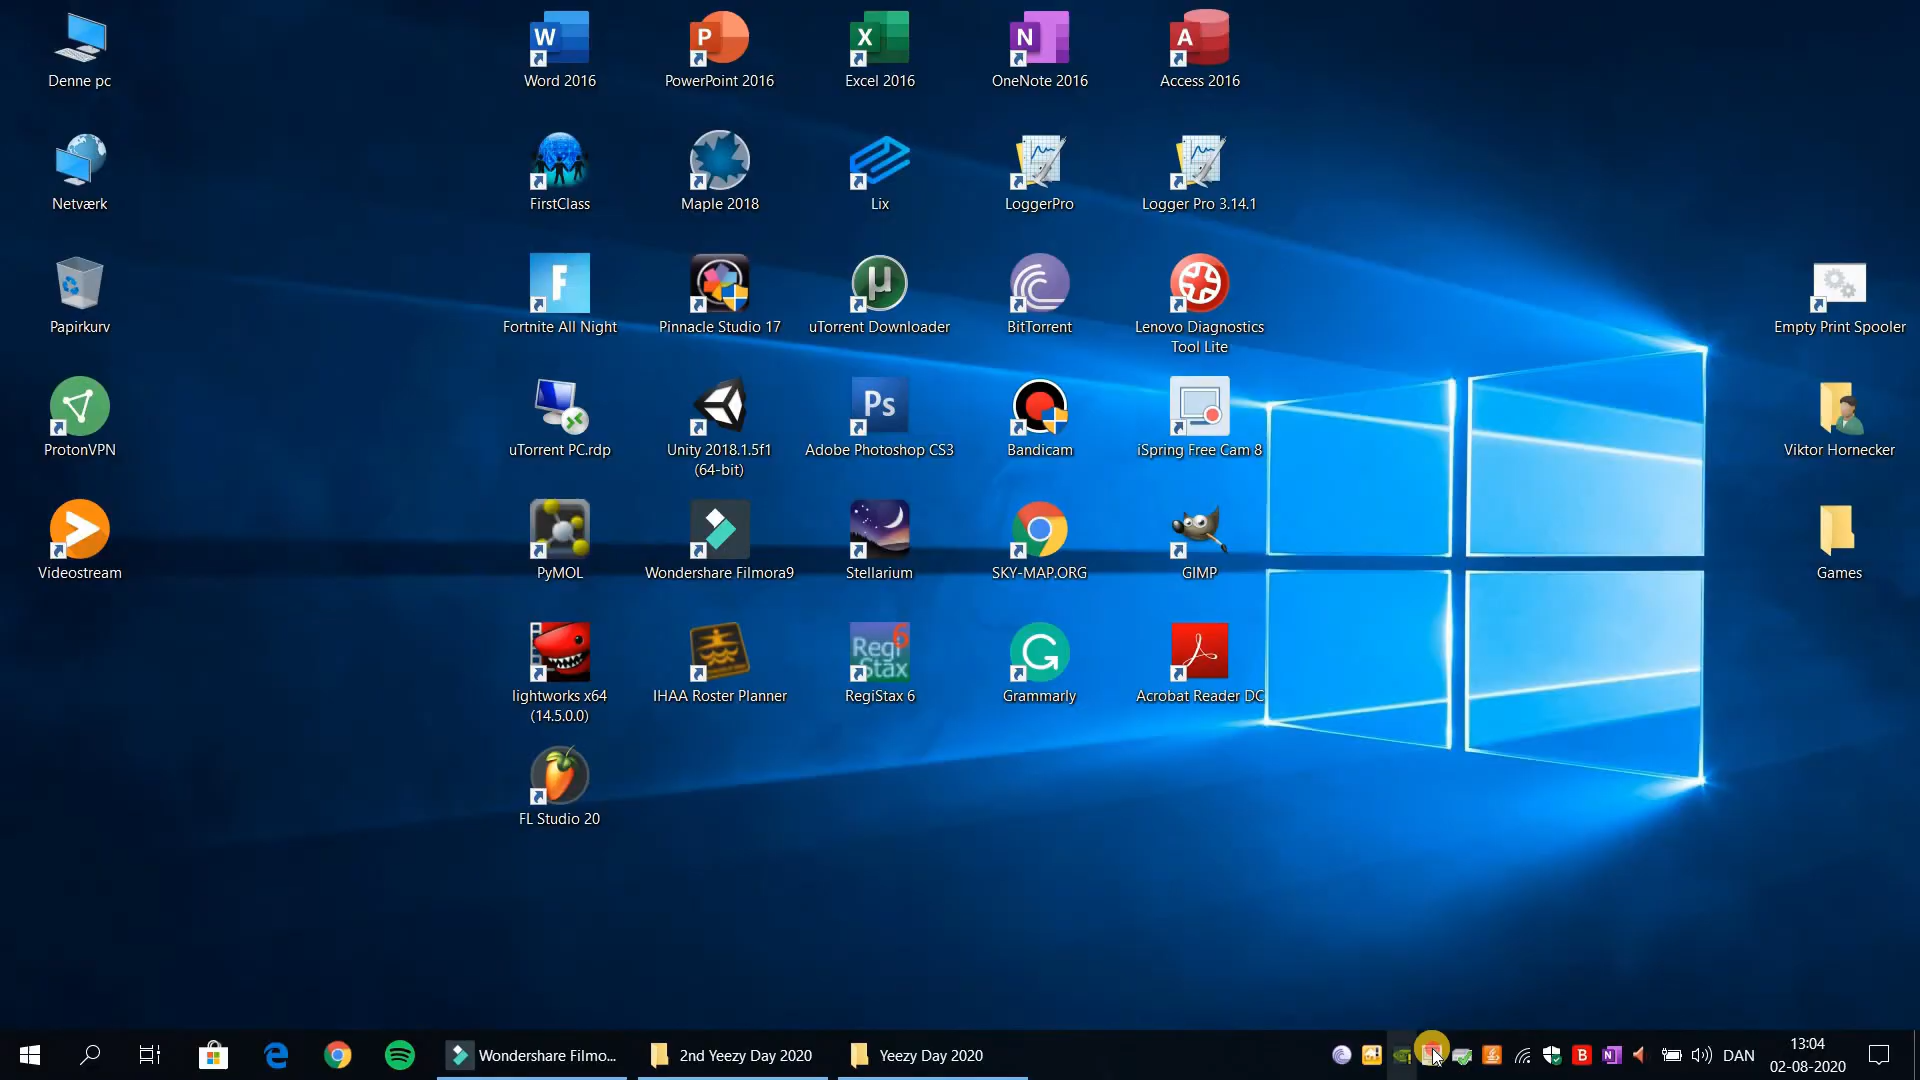 Denne pc
Word 2016
PowerPoint 2016
Excel 2016
OneNote 2016
Access 2016
Netværk
FirstClass
Maple 2018
Lix
LoggerPro
Logger Pro 3.14.1
Papirkurv
Fortnite All Night
Pinnacle Studio 17
uTorrent Downloader
BitTorrent
Lenovo Diagnostics
Tool Lite
Empty Print Spooler
ProtonVPN
uTorrent PC.rdp
Unity 2018.1.5f1
(64-bit)
Ps
Adobe Photoshop CS3
Bandicam
iSpring Free Cam 8
Viktor Hornecker
Videostream
PyMOL
Wondershare Filmora9
Stellarium
SKY-MAP.ORG
GIMP
Games
lightworks x64
(14.5.0.0)
IHAA Roster Planner
Regi
Stax
6
RegiStax 6
Grammarly
Acrobat Reader DC
FL Studio 20
Wondershare Filmo...
2nd Yeezy Day 2020
Yeezy Day 2020
DAN
13:04
02-08-2020